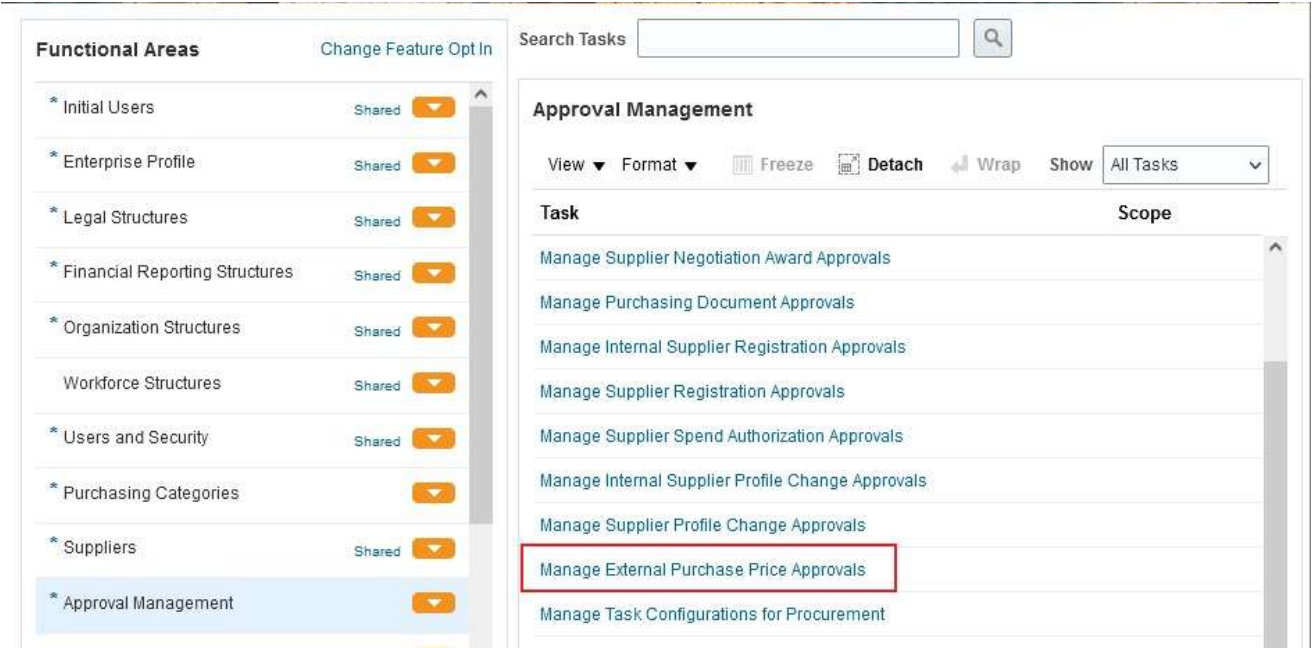 Functional Areas
Change Feature Opt In
* Initial Users
Shared
* Enterprise Profile
Shared
* Legal Structures
Shared
* Financial Reporting Structures
Shared
* Organization Structures
Shared
Workforce Structures
Shared
* Users and Security
Shared
* Purchasing Categories
* Suppliers
Shared
* Approval Management
Search Tasks
Approval Management
View Format Freeze Detach Wrap Show All Tasks
Task Scope
Manage Supplier Negotiation Award Approvals
Manage Purchasing Document Approvals
Manage Internal Supplier Registration Approvals
Manage Supplier Registration Approvals
Manage Supplier Spend Authorization Approvals
Manage Internal Supplier Profile Change Approvals
Manage Supplier Profile Change Approvals
Manage External Purchase Price Approvals
Manage Task Configurations for Procurement